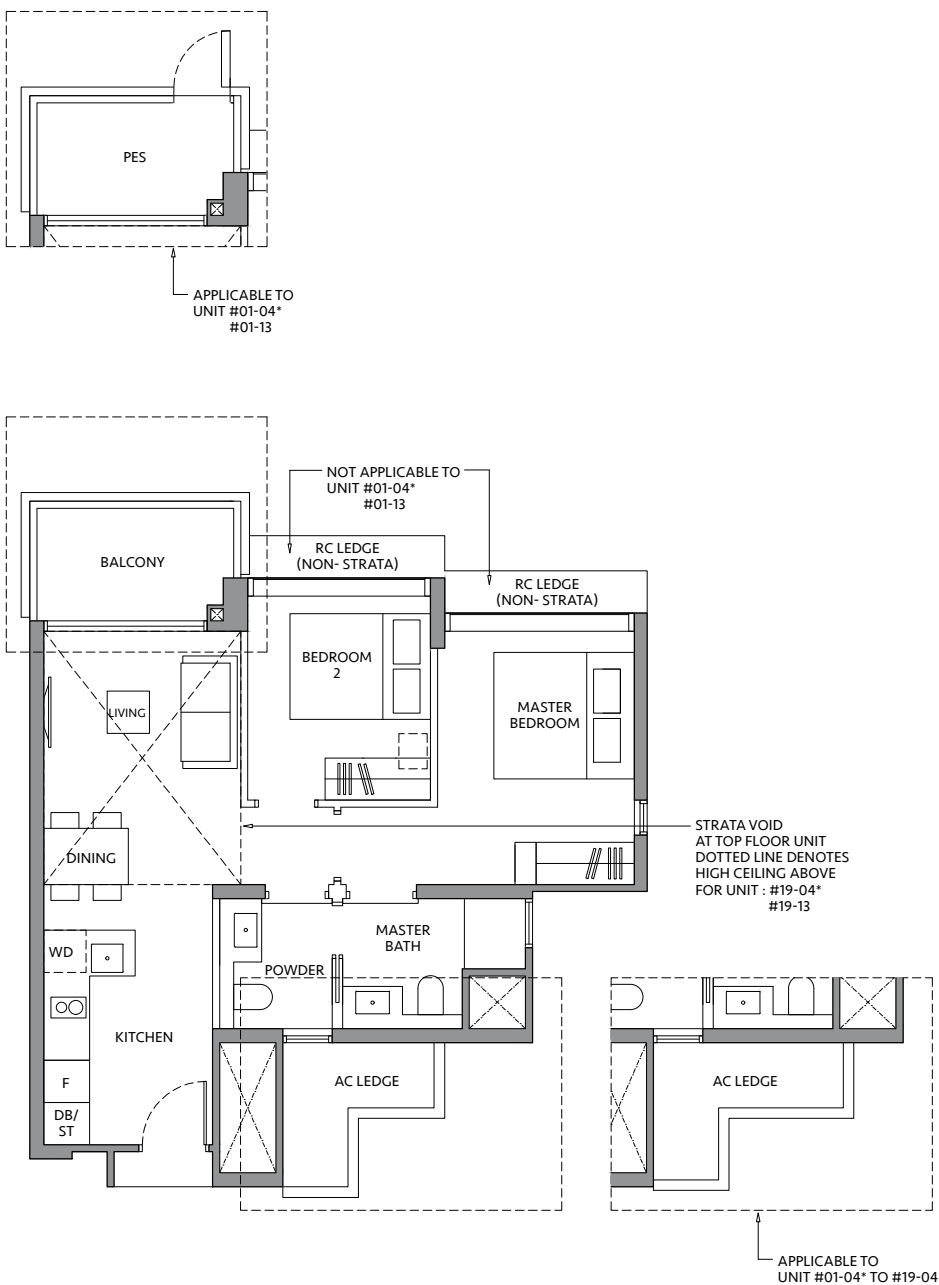 PES
APPLICABLE TO
UNIT #01-04*
#01-13
NOT APPLICABLE TO
UNIT #01-04*
#01-13
RC LEDGE
(NON- STRATA)
RC LEDGE
(NON- STRATA)
BALCONY
BEDROOM
2
MASTER
BEDROOM
LIVING
DINING
STRATA VOID
AT TOP FLOOR UNIT
DOTTED LINE DENOTES
HIGH CEILING ABOVE
FOR UNIT : #19-04*
#19-13
MASTER
BATH
WD
POWDER
KITCHEN
F
DB/
ST
AC LEDGE
AC LEDGE
APPLICABLE TO
UNIT #01-04* TO #19-04